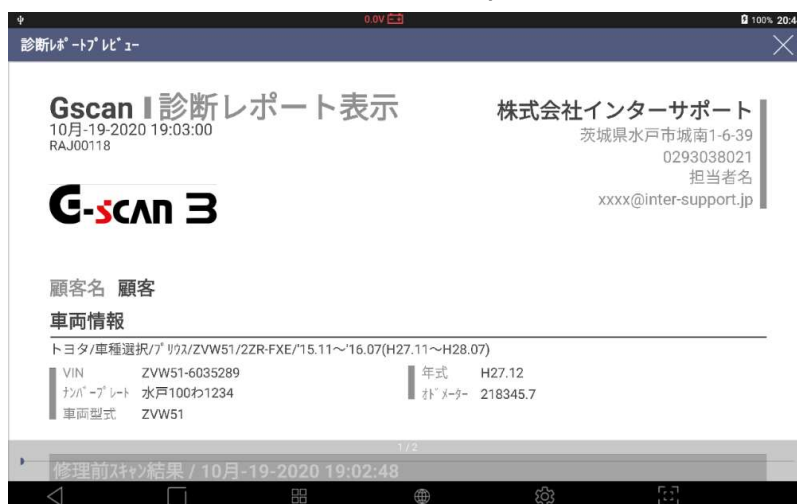 0.0V
100% 20:4
診断ﾚﾎﾟｰﾄﾌﾟﾚﾋﾞｭｰ
Gscan 診断レポート表示
10月-19-2020 19:03:00
RAJ00118
株式会社インターサポート
茨城県水戸市城南1-6-39
0293038021
担当者名
xxxx@inter-support.jp
G-scan 3
顧客名 顧客
車両情報
トヨタ/車種選択/ﾌﾟﾘｳｽ/ZVW51/2ZR-FXE/'15.11～'16.07(H27.11～H28.07)
VIN ZVW51-6035289
ﾅﾝﾊﾞｰﾌﾟﾚｰﾄ 水戸100わ1234
車両型式 ZVW51
年式 H27.12
ｵﾄﾞﾒｰﾀｰ 218345.7
1/2
修理前ｽｷｬﾝ結果 / 10月-19-2020 19:02:48